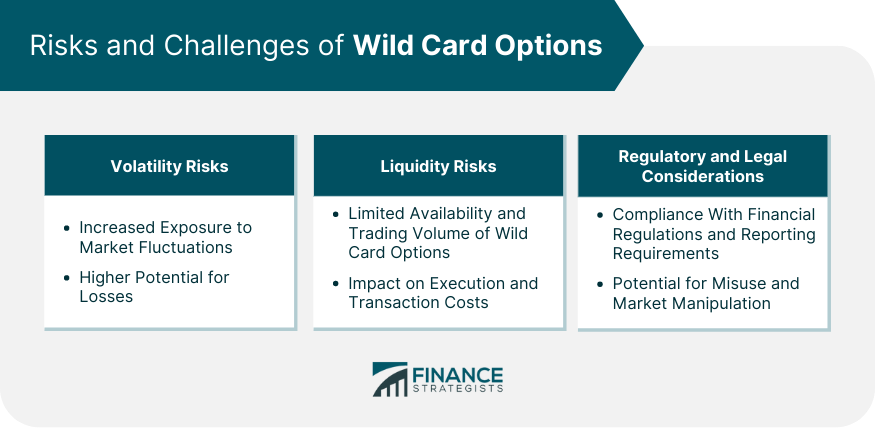 Risks and Challenges of Wild Card Options
Volatility Risks
• Increased Exposure to
Market Fluctuations
• Higher Potential for
Losses
Liquidity Risks
• Limited Availability and
Trading Volume of Wild
Card Options
• Impact on Execution and
Transaction Costs
Regulatory and Legal
Considerations
• Compliance With Financial
Regulations and Reporting
Requirements
• Potential for Misuse and
Market Manipulation
FINANCE
STRATEGISTS